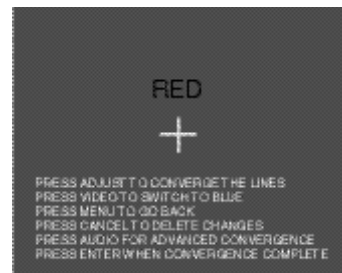 RED
PRESS ADJUST TO CONVERGE THE LINES
PRESS VIDEO TO SWITCH TO BLUE
PRESS MENU TO GO BACK
PRESS CANCEL TO DELETE CHANGES
PRESS AUDIO FOR ADVANCED CONVERGENCE
PRESS ENTER WHEN CONVERGENCE COMPLETE